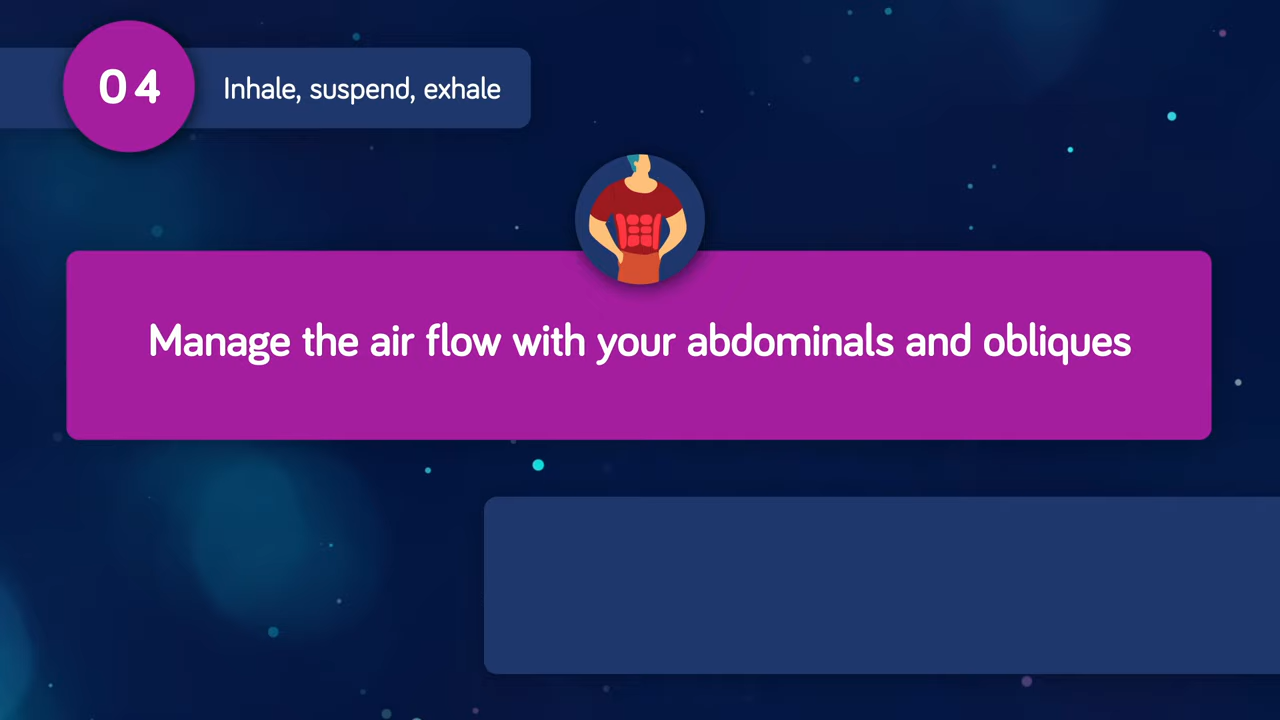 04
Inhale, suspend, exhale
Manage the air flow with your abdominals and obliques